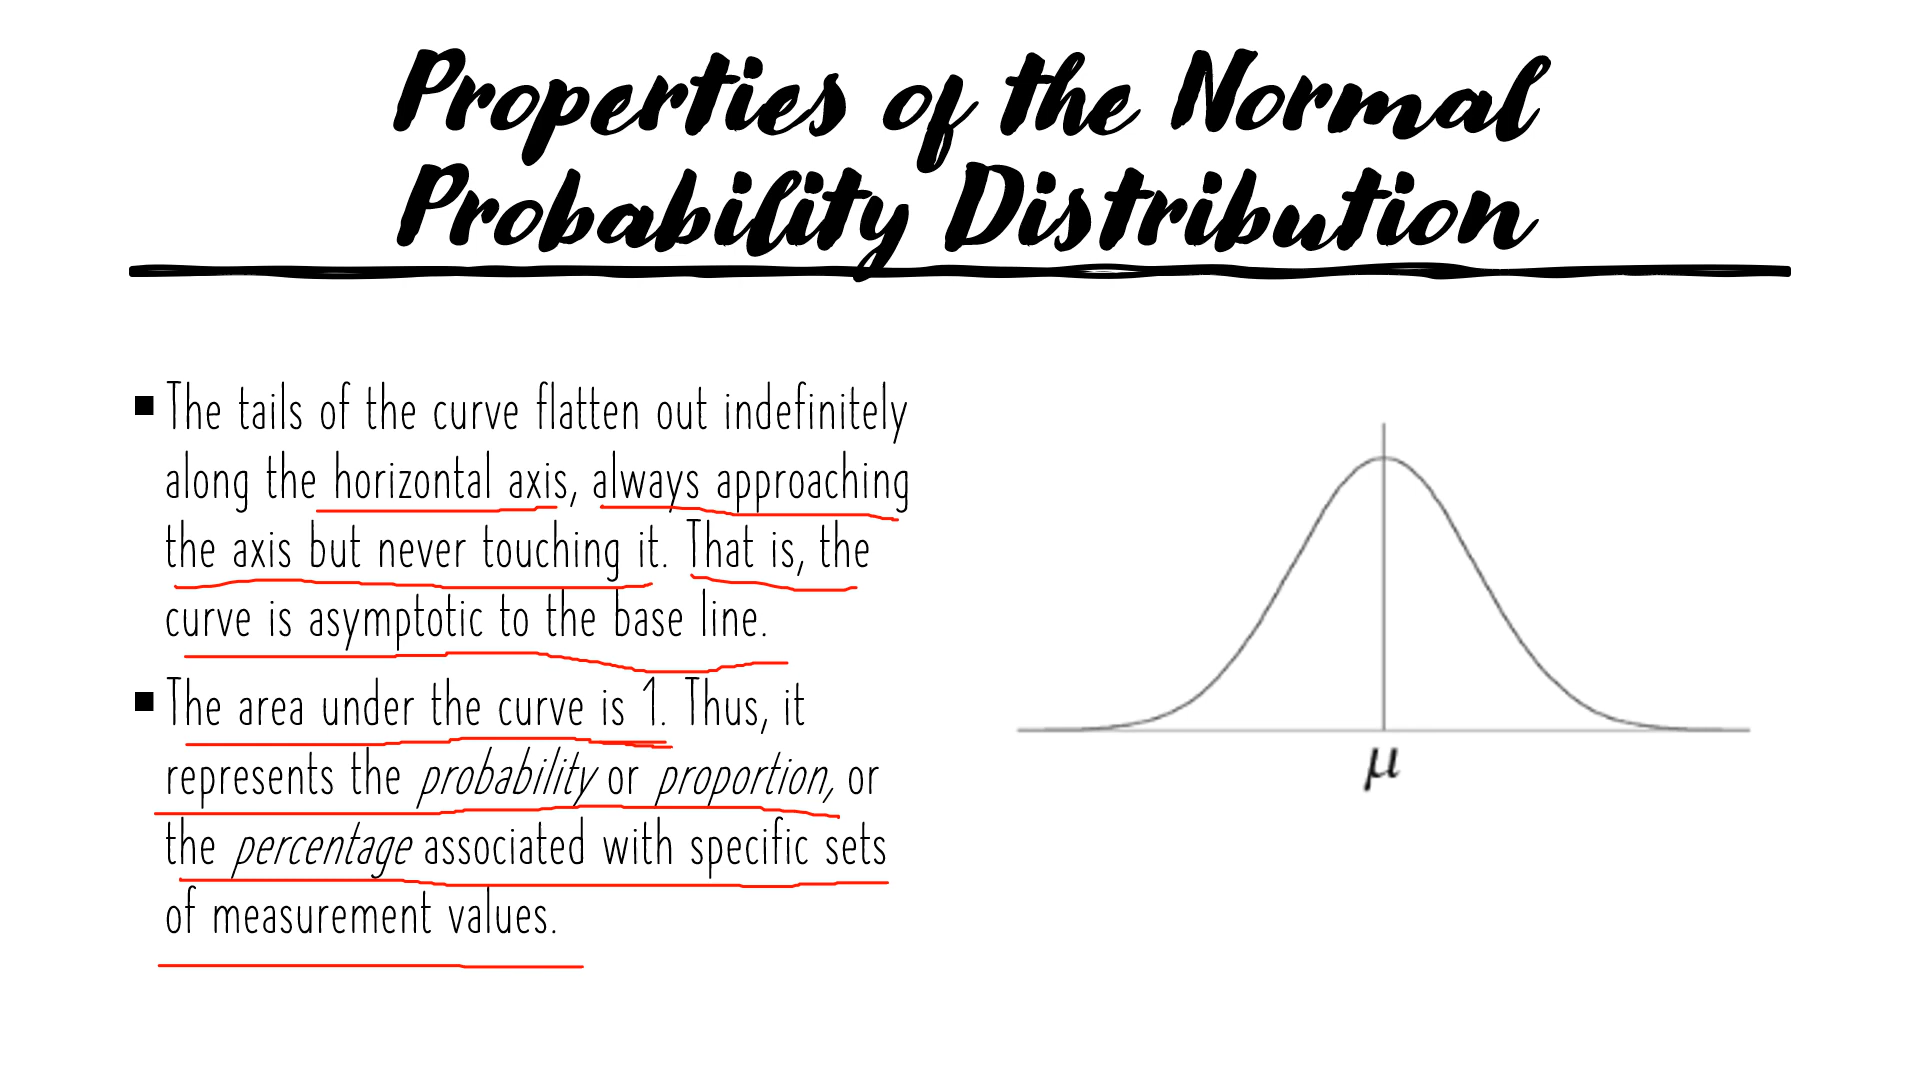 Properties of the Normal
Probability Distribution
▪ The tails of the curve flatten out indefinitely
along the horizontal axis, always approaching
the axis but never touching it. That is, the
curve is asymptotic to the base line.
▪ The area under the curve is 1. Thus, it
represents the probability or proportion, or
the percentage associated with specific sets
of measurement values.
μ